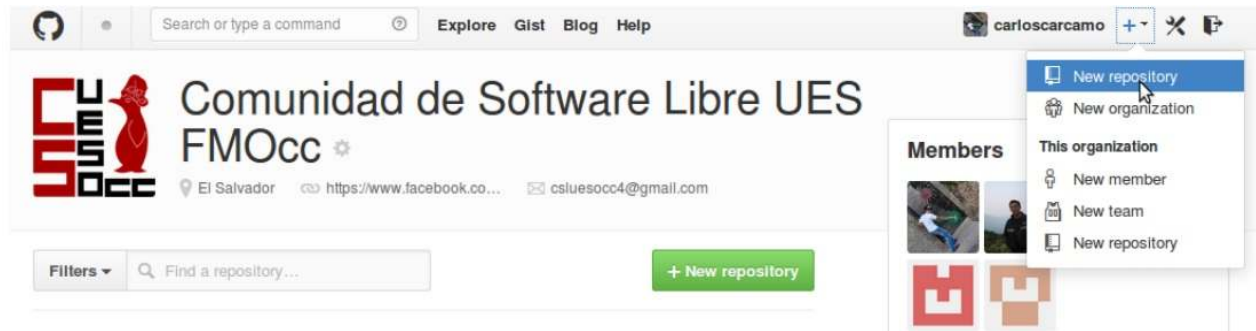 Search or type a command
Explore Gist Blog Help
carloscarcamo
New repository
New organization
This organization
New member
New team
New repository
CUES
Occ
Comunidad de Software Libre UES
FMOcc
El Salvador https://www.facebook.co... csluesocc4@gmail.com
Members
Filters
Find a repository...
+ New repository